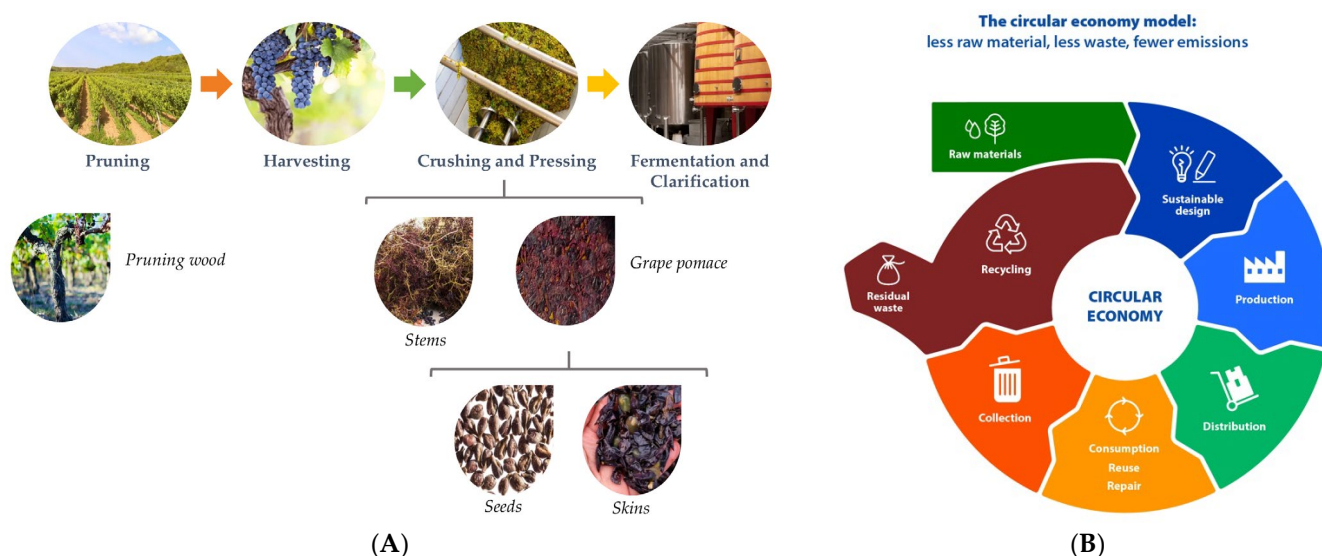 Pruning
Harvesting
Crushing and Pressing
Fermentation and
Clarification
Pruning wood
Stems
Grape pomace
Seeds
Skins
(A)
The circular economy model:
less raw material, less waste, fewer emissions
Raw materials
Sustainable
design
Production
Distribution
Consumption
Reuse
Repair
Collection
Recycling
Residual
waste
CIRCULAR
ECONOMY
(B)